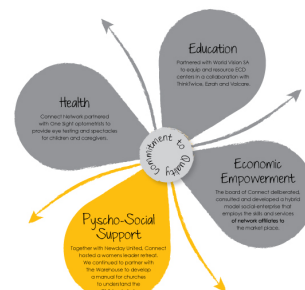 Education
Partnered with World Vision SA
to equip and resource ECD
centers in a collaboration with
ThinkTwice, Ezrah and Valcare.
Health
Connect Network partnered
with One Sight optometrists to
provide eye testing and spectacles
for children and caregivers.
Commitment to Quality
Economic
Empowerment
The board of Connect deliberated,
consulted and developed a hybrid
model social enterprise that
employs the skills and services
of network affiliates to
the market place.
Pyscho-Social
Support
Together with Newday United, Connect
hosted a womens leader retreat.
We continued to partner with
the Warehouse to develop
a manual for churches
to understand the